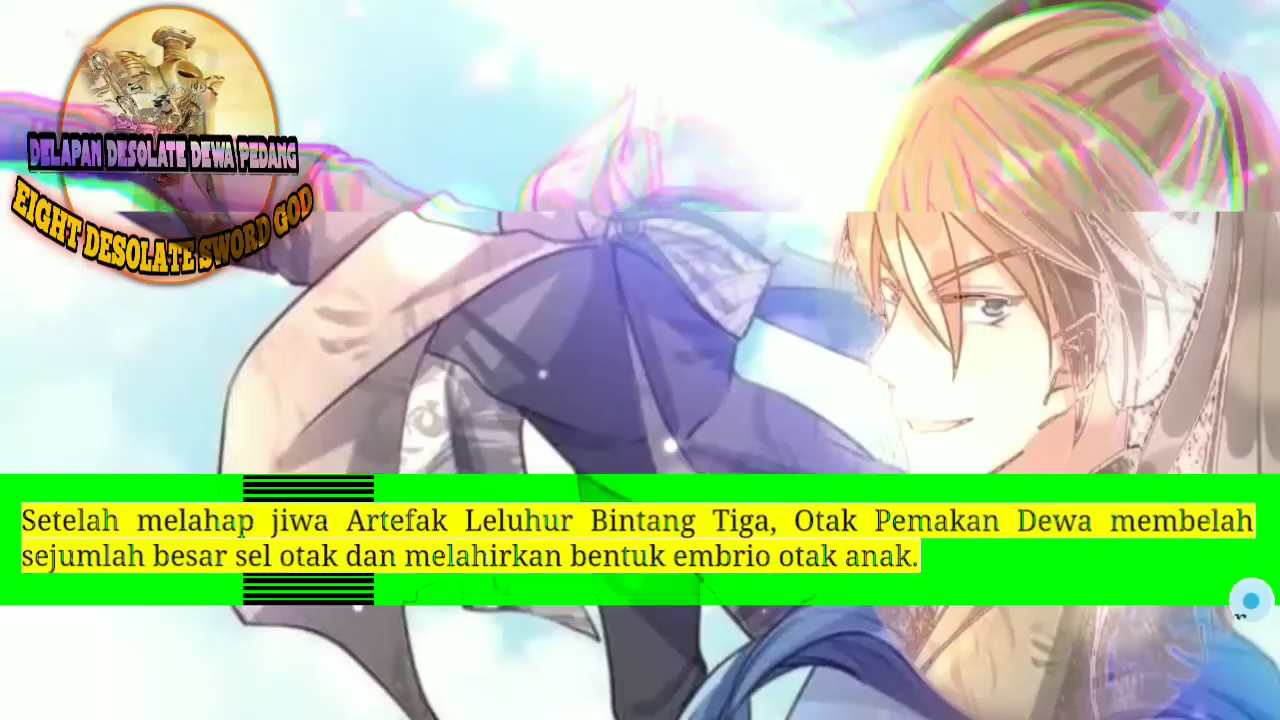 DELAPAN DESOLATE DEWA PEDANG
EIGHT DESOLATE SWORD GOD
Setelah melahap jiwa Artefak Leluhur Bintang Tiga, Otak Pemakan Dewa membelah
sejumlah besar sel otak dan melahirkan bentuk embrio otak anak.